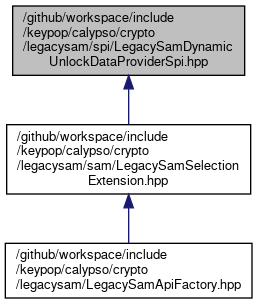 /github/workspace/include
/keypop/calypso/crypto
/legacysam/spi/LegacySamDynamic
UnlockDataProviderSpi.hpp
/github/workspace/include
/keypop/calypso/crypto
/legacysam/sam/LegacySamSelection
Extension.hpp
/github/workspace/include
/keypop/calypso/crypto
/legacysam/LegacySamApiFactory.hpp